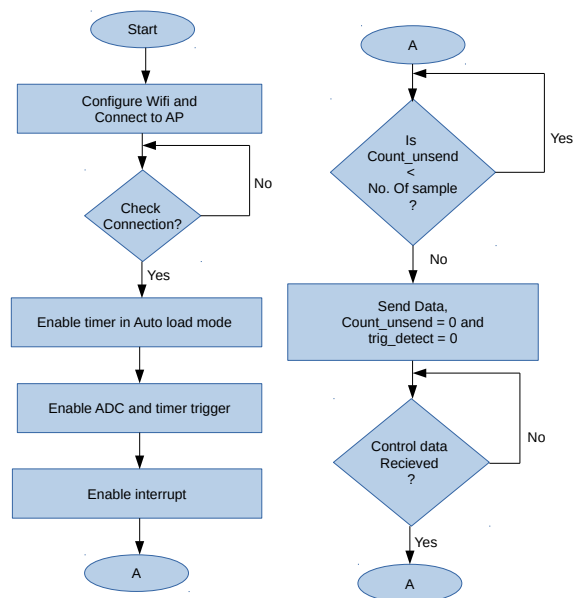 Start
Configure Wifi and
Connect to AP
No
Check
Connection?
Yes
Enable timer in Auto load mode
Enable ADC and timer trigger
Enable interrupt
A
A
Is
Count_unsend
<
No. Of sample
?
Yes
No
Send Data,
Count_unsend = 0 and
trig_detect = 0
Control data
Recieved
?
No
Yes
A